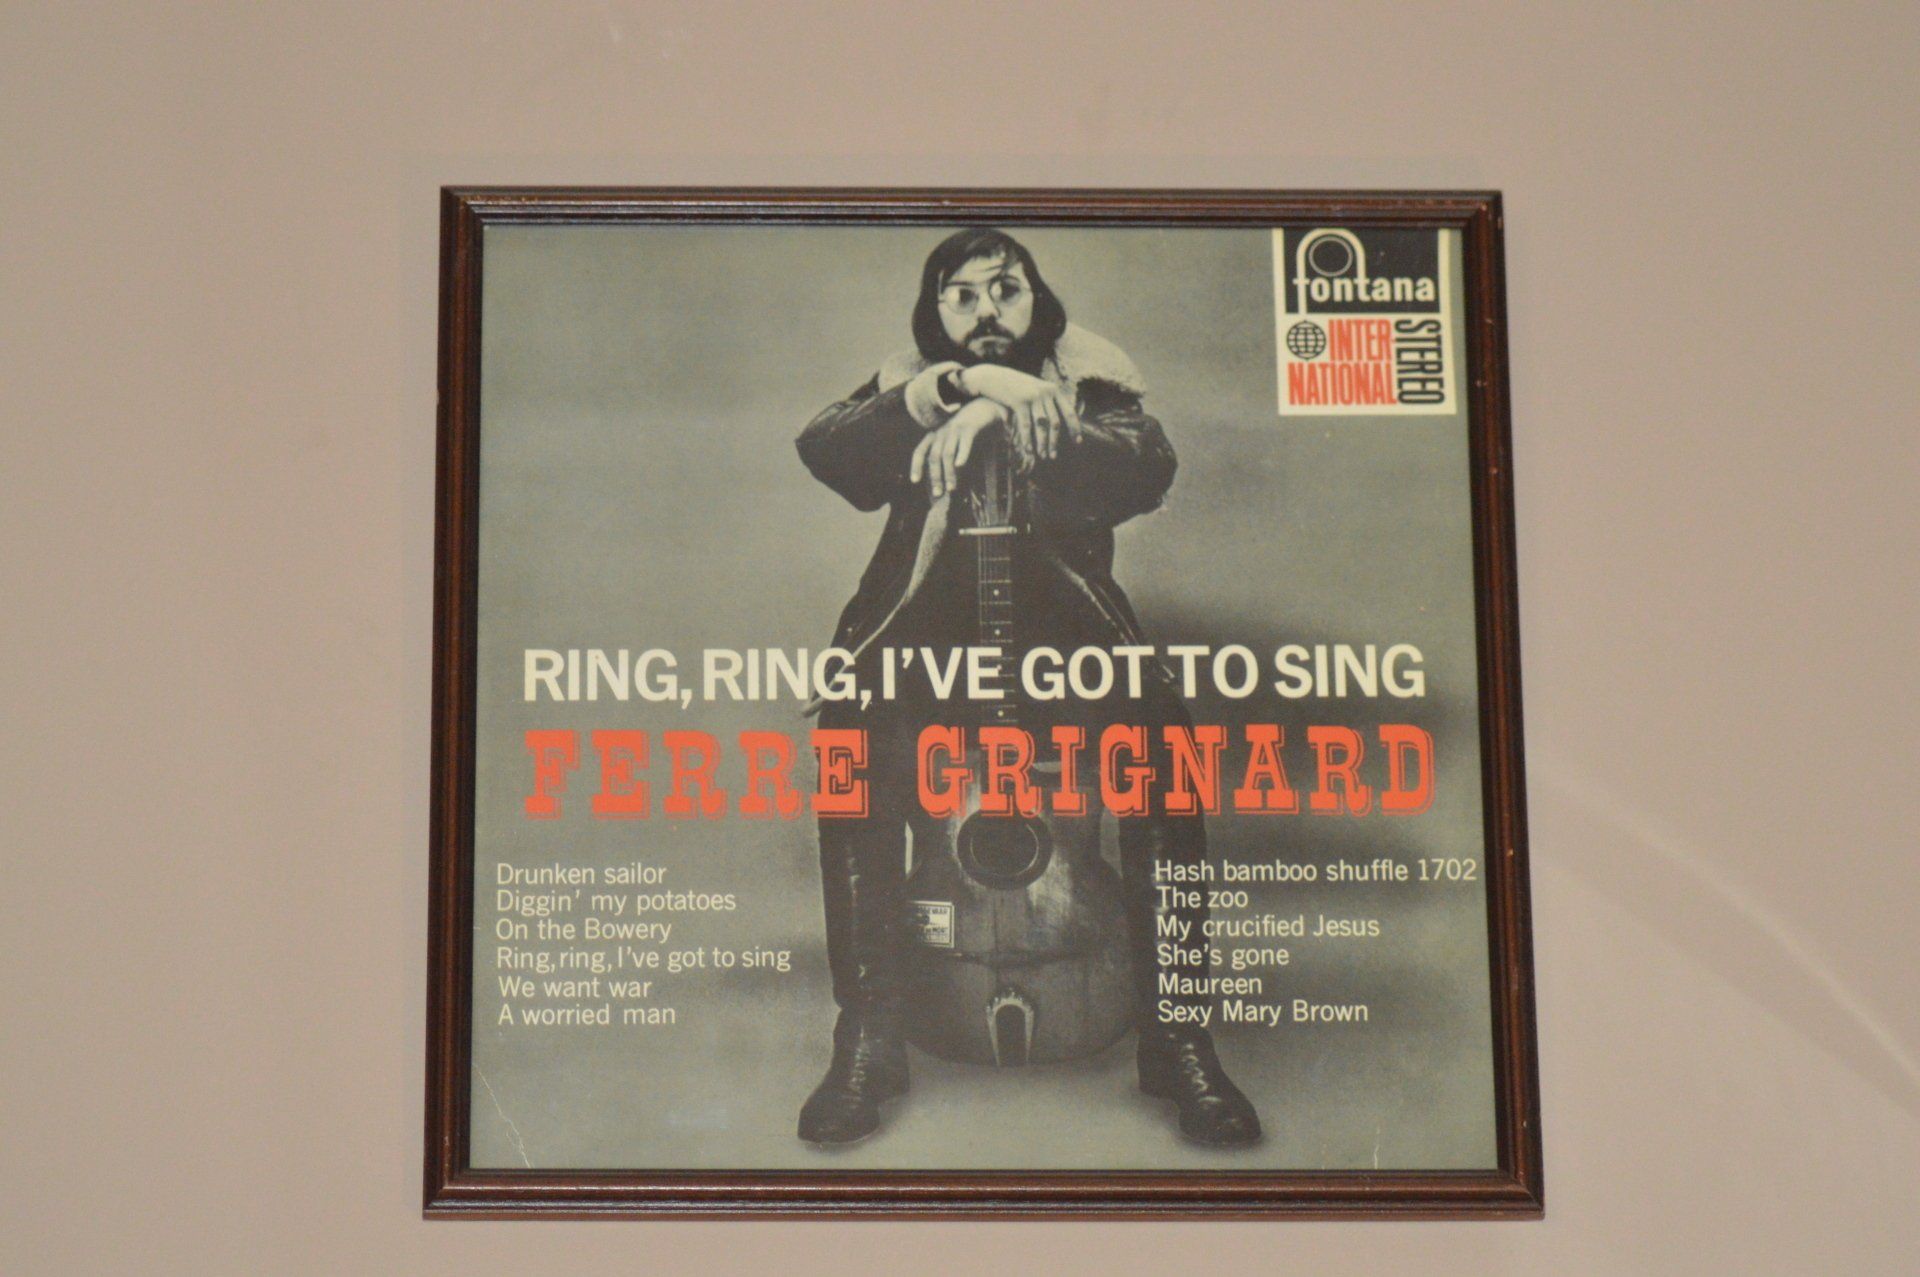 fontana
INTER-
NATIONAL
STEREO
RING, RING, I'VE GOT TO SING
FERRE GRIGNARD
Drunken sailor
Diggin' my potatoes
On the Bowery
Ring, ring, I've got to sing
We want war
A worried man
Hash bamboo shuffle 1702
The zoo
My crucified Jesus
She's gone
Maureen
Sexy Mary Brown